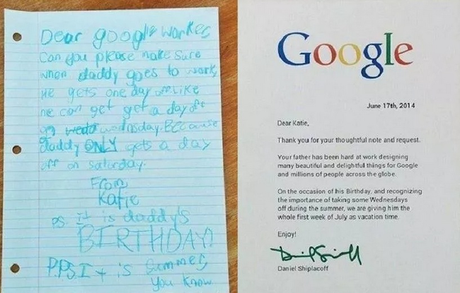 Dear google worker
Can you please make sure
when daddy goes to work,
he gets one day off. Like
he can get get a day off
on wednesday. Because
daddy ONLY gets a day
off on saturday.
From,
Katie
PS. it is daddy's
BIRTHDAY!
P.P.S. It is summer,
you know
Google
June 17th, 2014
Dear Katie,
Thank you for your thoughtful note and request.
Your father has been hard at work designing
many beautiful and delightful things for Google
and millions of people across the globe.
On the occasion of his Birthday, and recognizing
the importance of taking some Wednesdays
off during the summer, we are giving him the
whole first week of July as vacation time.
Enjoy!
Daniel Shiplacoff